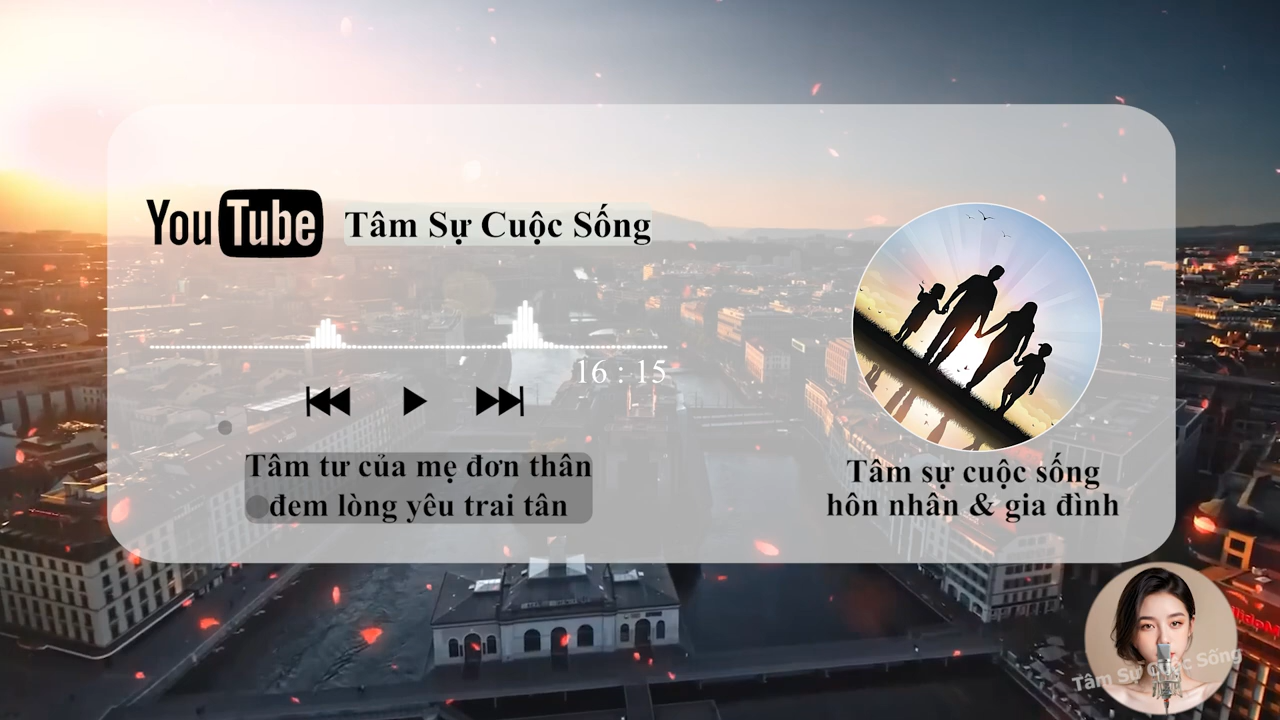 YouTube
Tâm Sự Cuộc Sống
16 : 15
Tâm tư của mẹ đơn thân
đem lòng yêu trai tân
Tâm sự cuộc sống
hôn nhân & gia đình
Tâm Sự Cuộc Sống